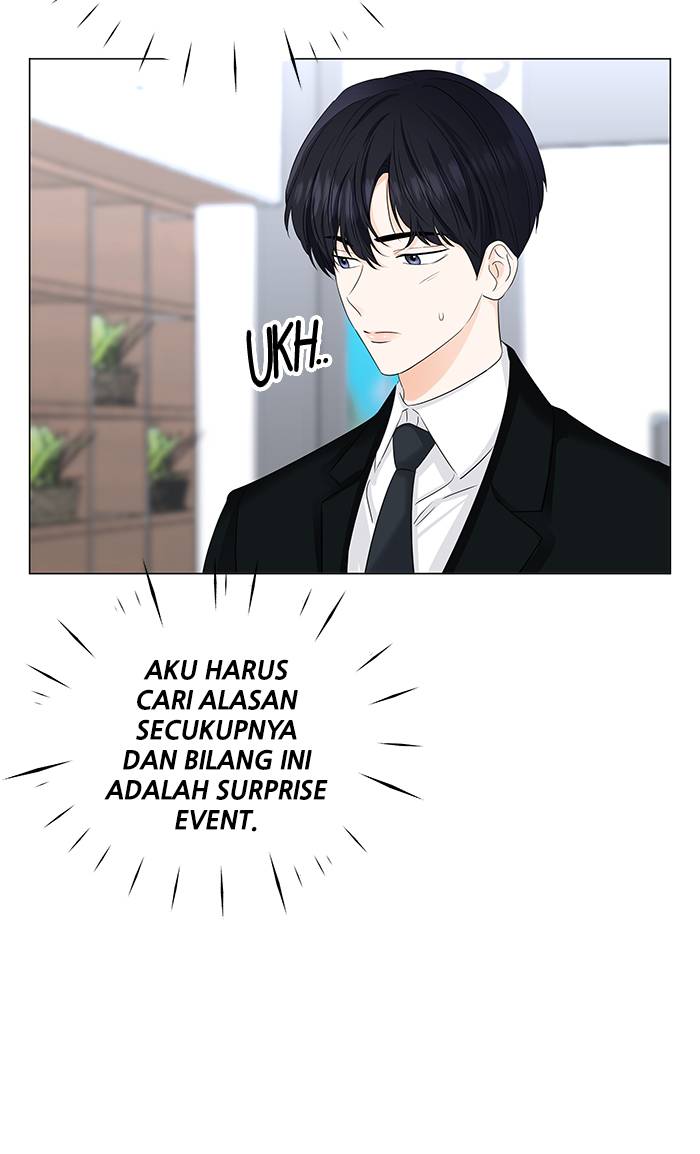 UKH..
AKU HARUS
CARI ALASAN
SECUKUPNYA
DAN BILANG INI
ADALAH SURPRISE
EVENT.